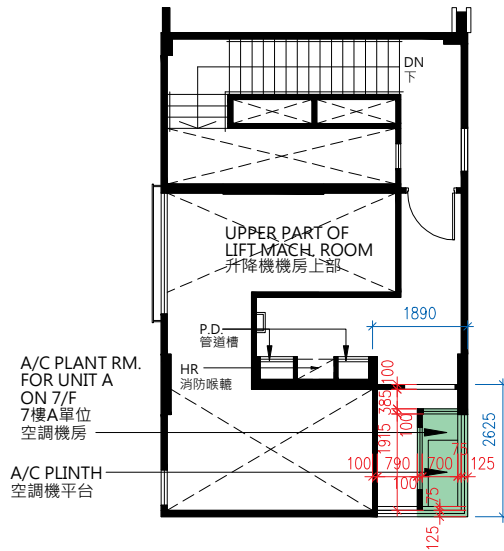 DN
下
UPPER PART OF
LIFT MACH. ROOM
升降機機房上部
1890
P.D.
管道槽
HR
消防喉轆
A/C PLANT RM.
FOR UNIT A
ON 7/F
7樓A單位
空調機房
A/C PLINTH
空調機平台
100
385
100
1915
2625
100
790
700
75
125
100
75
125